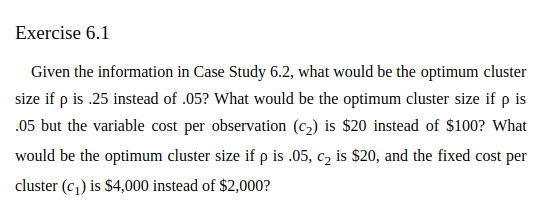 Exercise 6.1
Given the information in Case Study 6.2, what would be the optimum cluster
size if ρ is .25 instead of .05? What would be the optimum cluster size if ρ is
.05 but the variable cost per observation (c₂) is $20 instead of $100? What
would be the optimum cluster size if ρ is .05, c₂ is $20, and the fixed cost per
cluster (c₁) is $4,000 instead of $2,000?